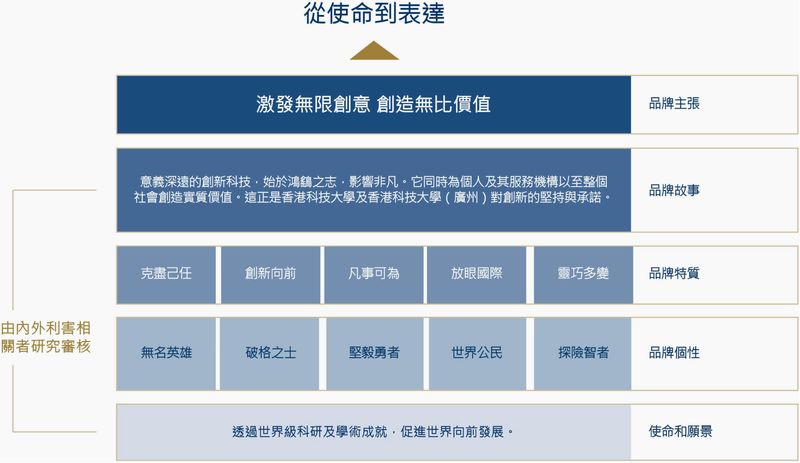 從使命到表達
激發無限創意 創造無比價值
品牌主張
意義深遠的創新科技，始於鴻鵠之志，影響非凡。它同時為個人及其服務機構以至整個
社會創造實質價值。這正是香港科技大學及香港科技大學（廣州）對創新的堅持與承諾。
品牌故事
克盡己任
創新向前
凡事可為
放眼國際
靈巧多變
品牌特質
由內外利害相
關者研究審核
無名英雄
破格之士
堅毅勇者
世界公民
探險智者
品牌個性
透過世界級科研及學術成就，促進世界向前發展。
使命和願景